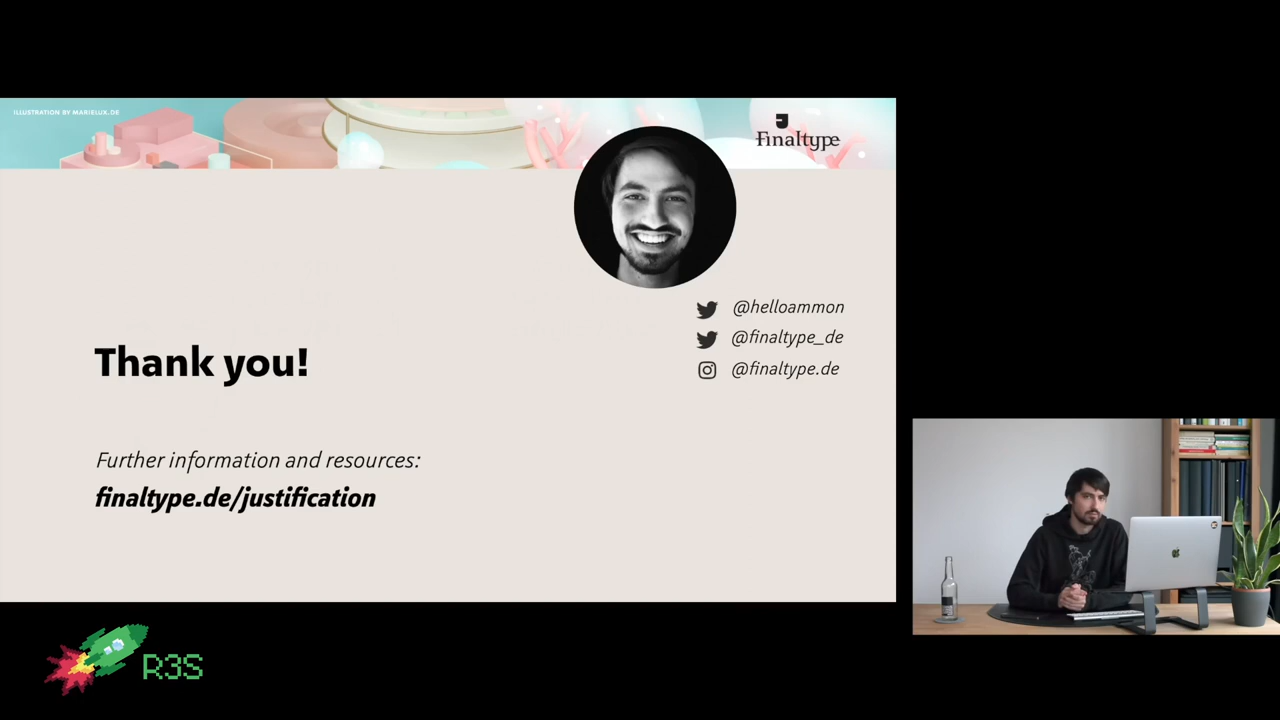 ILLUSTRATION BY MARIELUX.DE
Finaltype
@helloammon
@finaltype_de
@finaltype.de
Thank you!
Further information and resources:
finaltype.de/justification
R3S